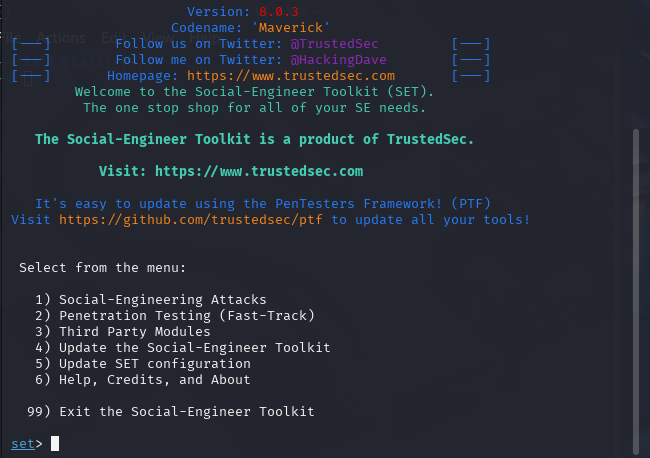 Version: 8.0.3
Codename: 'Maverick'
[---] Follow us on Twitter: @TrustedSec [---]
[---] Follow me on Twitter: @HackingDave [---]
[---] Homepage: https://www.trustedsec.com [---]
Welcome to the Social-Engineer Toolkit (SET).
The one stop shop for all of your SE needs.
The Social-Engineer Toolkit is a product of TrustedSec.
Visit: https://www.trustedsec.com
It's easy to update using the PenTesters Framework! (PTF)
Visit https://github.com/trustedsec/ptf to update all your tools!
Select from the menu:
1) Social-Engineering Attacks
2) Penetration Testing (Fast-Track)
3) Third Party Modules
4) Update the Social-Engineer Toolkit
5) Update SET configuration
6) Help, Credits, and About
99) Exit the Social-Engineer Toolkit
set>